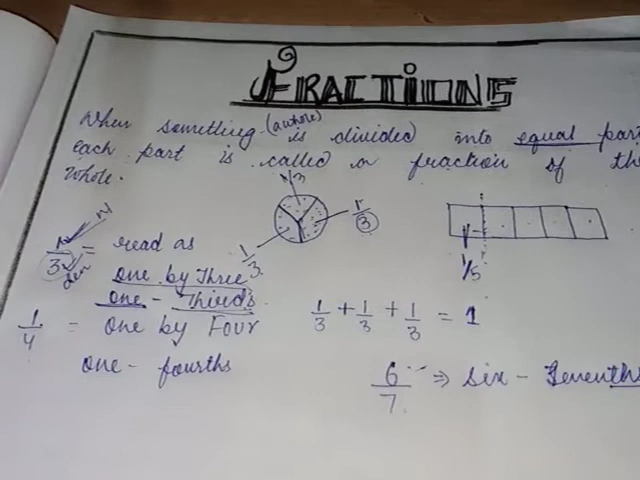 FRACTIONS
When something (a whole) is divided into equal part
each part is called a fraction of the
whole.
1/3
1/3
1/3
1/5
1/3 = read as
N
den
one by Three
one - Thirds
1/4 = one by Four
one - fourths
1/3 + 1/3 + 1/3 = 1
6/7 ⇒ Six - Sevenths